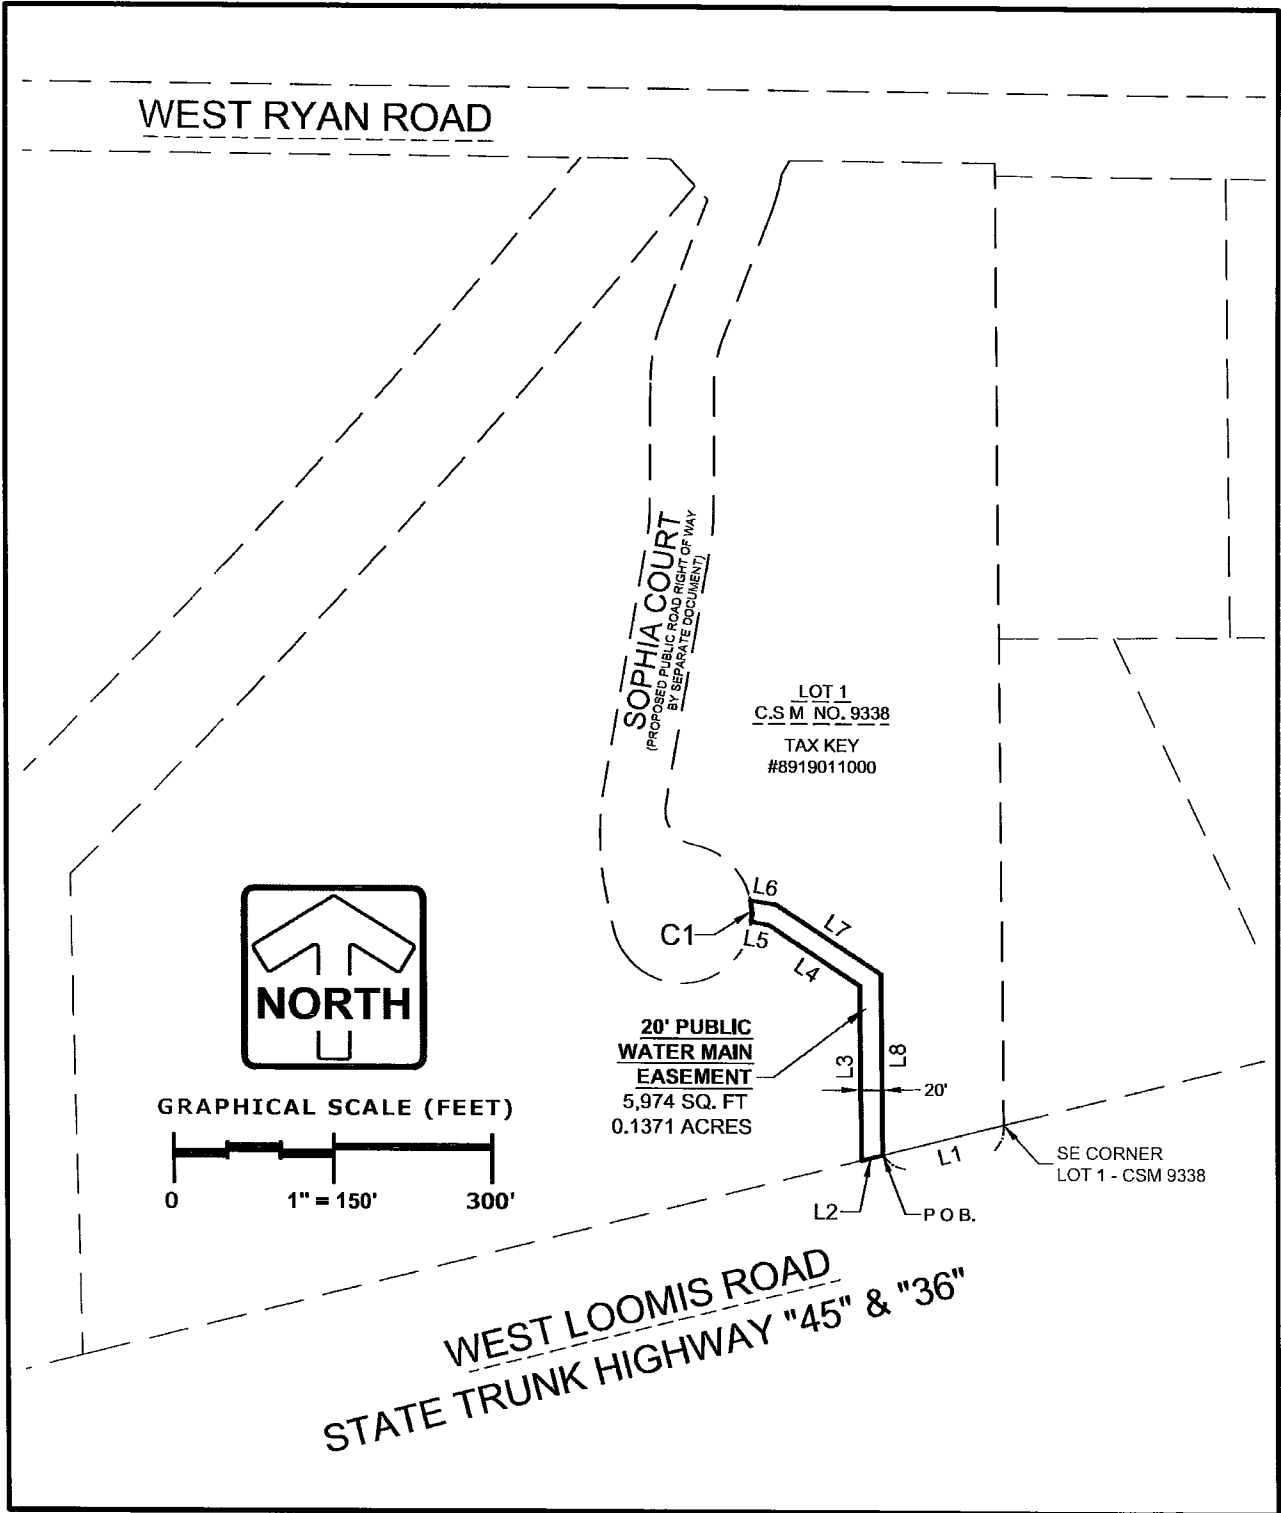 WEST RYAN ROAD
SOPHIA COURT
(PROPOSED PUBLIC ROAD RIGHT OF WAY
BY SEPARATE DOCUMENT)
LOT 1
C.S M NO. 9338
TAX KEY
#8919011000
L6
L7
C1
L5
L4
NORTH
20' PUBLIC
WATER MAIN
EASEMENT
5,974 SQ. FT
0.1371 ACRES
L3
L8
20'
GRAPHICAL SCALE (FEET)
0
1" = 150'
300'
L1
SE CORNER
LOT 1 - CSM 9338
L2
P O B.
WEST LOOMIS ROAD
STATE TRUNK HIGHWAY "45" & "36"